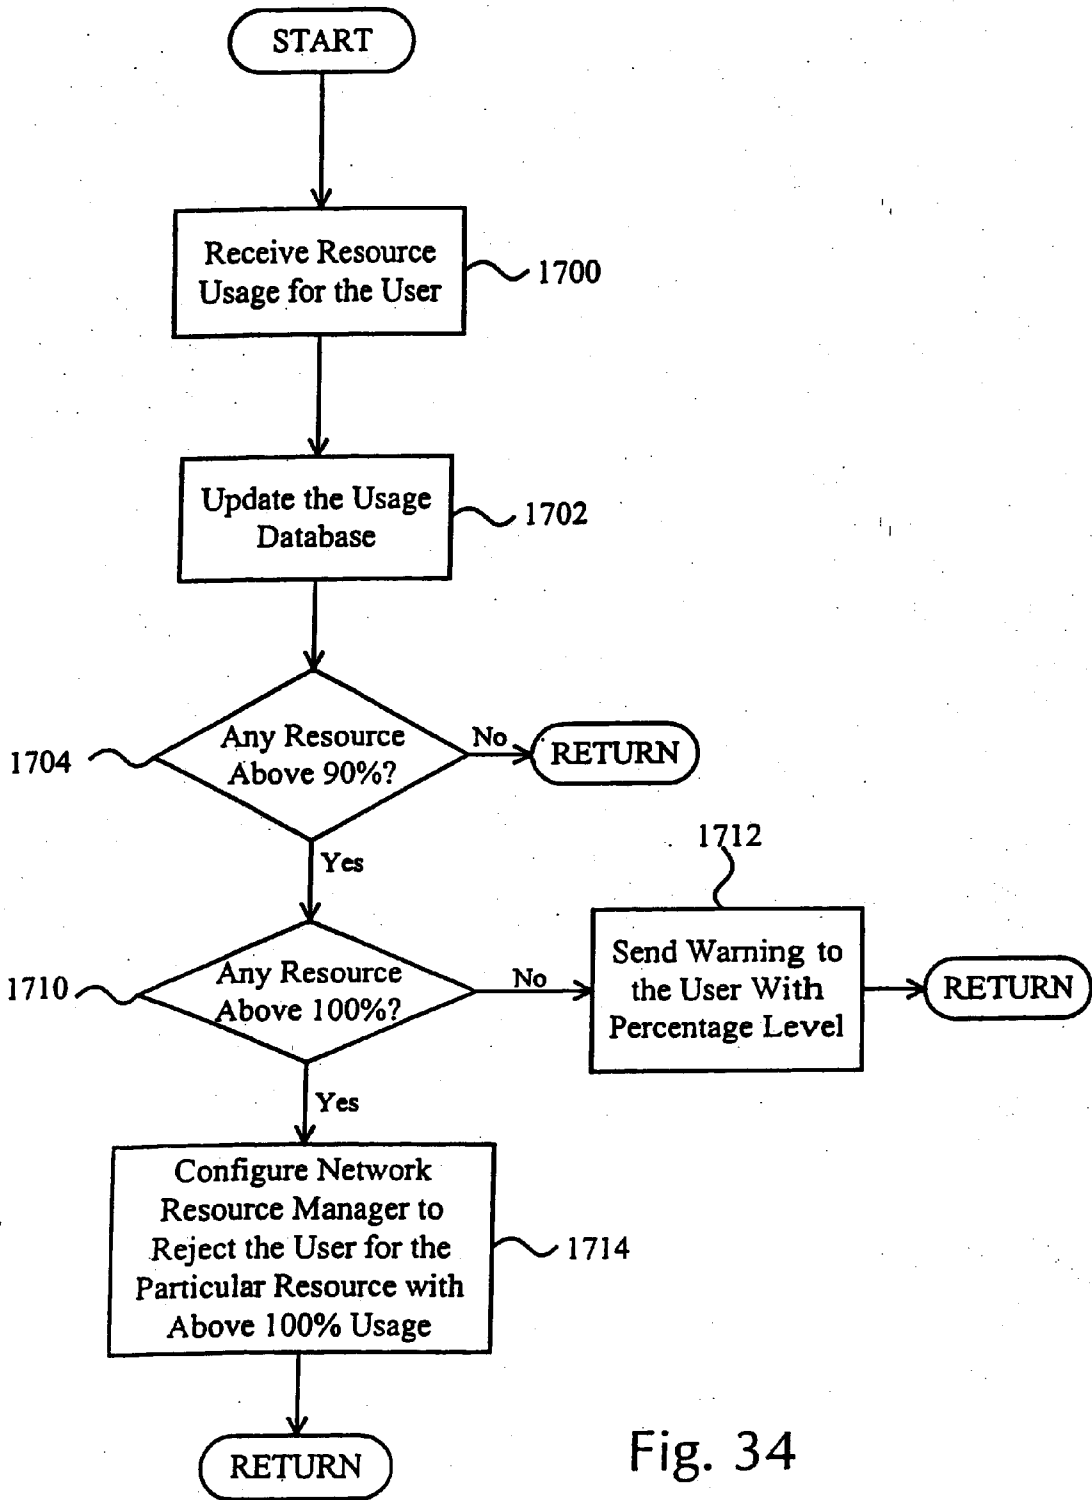 START
Receive Resource
Usage for the User
1700
Update the Usage
Database
1702
Any Resource
Above 90%?
1704
No
RETURN
Yes
1712
Any Resource
Above 100%?
1710
No
Send Warning to
the User With
Percentage Level
RETURN
Yes
Configure Network
Resource Manager to
Reject the User for the
Particular Resource with
Above 100% Usage
1714
RETURN
Fig. 34